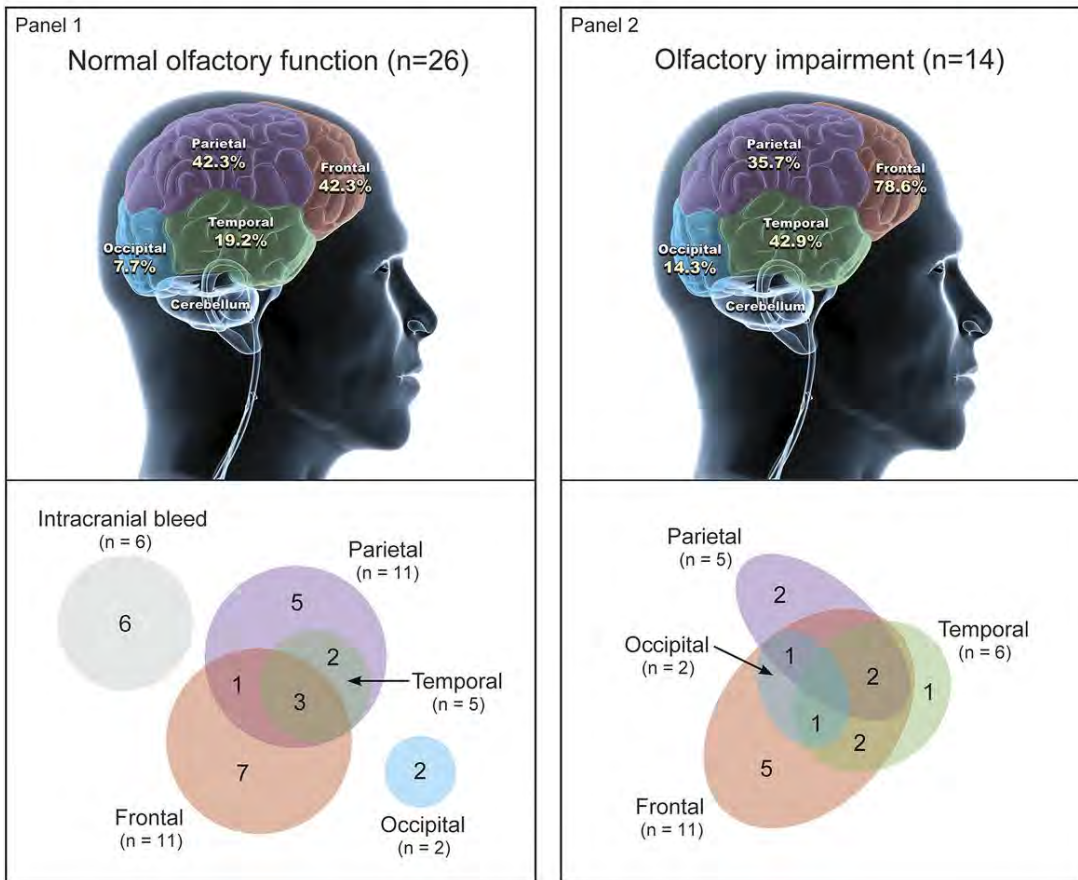 Panel 1
Normal olfactory function (n=26)
Parietal
42.3%
Frontal
42.3%
Temporal
19.2%
Occipital
7.7%
Cerebellum
Intracranial bleed
(n = 6)
6
Parietal
(n = 11)
5
2
1
3
Temporal
(n = 5)
7
2
Frontal
(n = 11)
Occipital
(n = 2)
Panel 2
Olfactory impairment (n=14)
Parietal
35.7%
Frontal
78.6%
Temporal
42.9%
Occipital
14.3%
Cerebellum
Parietal
(n = 5)
2
Occipital
(n = 2)
Temporal
(n = 6)
1
2
1
1
2
5
Frontal
(n = 11)